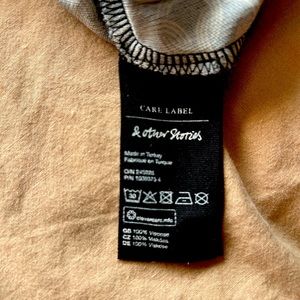 CARE LABEL
& other Stories
Made in Turkey
Fabriqué en Turquie
30
clevercare.info
GB 100% Viscose
CZ 100% Viskóza
DE 100% Viskose